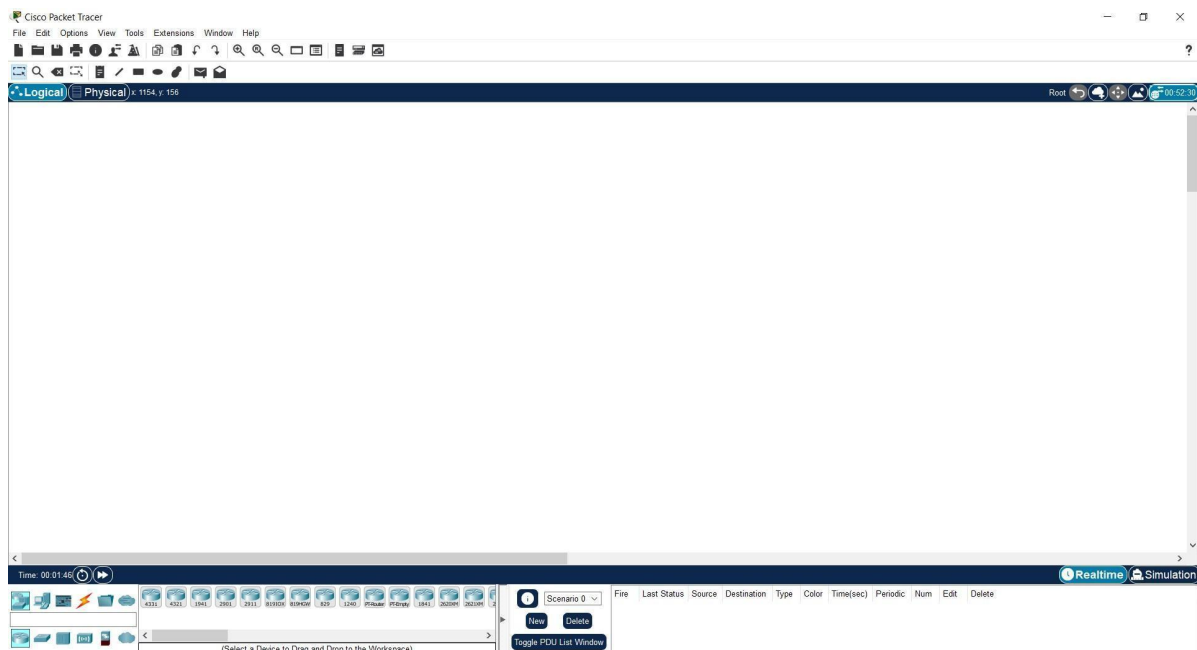 Cisco Packet Tracer
File Edit Options View Tools Extensions Window Help
?
Logical Physical x: 1154, y: 156 Root 00:52:30
Time: 00:01:46 Realtime Simulation
4331 4321 1941 2901 2911 819IOX 819HGW 829 1240 PT-Router PT-Empty 1841 2620XM 2621XM 2
Scenario 0 Fire Last Status Source Destination Type Color Time(sec) Periodic Num Edit Delete
New Delete
Toggle PDU List Window
(Select a Device to Drag and Drop to the Workspace)